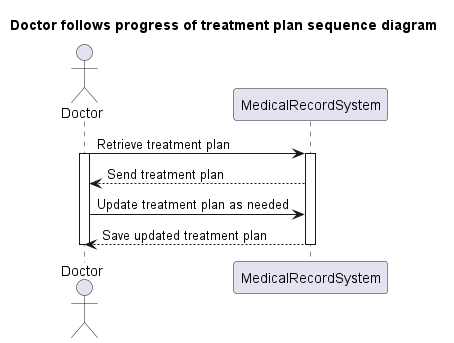 Doctor follows progress of treatment plan sequence diagram
Doctor
MedicalRecordSystem
Retrieve treatment plan
Send treatment plan
Update treatment plan as needed
Save updated treatment plan
Doctor
MedicalRecordSystem